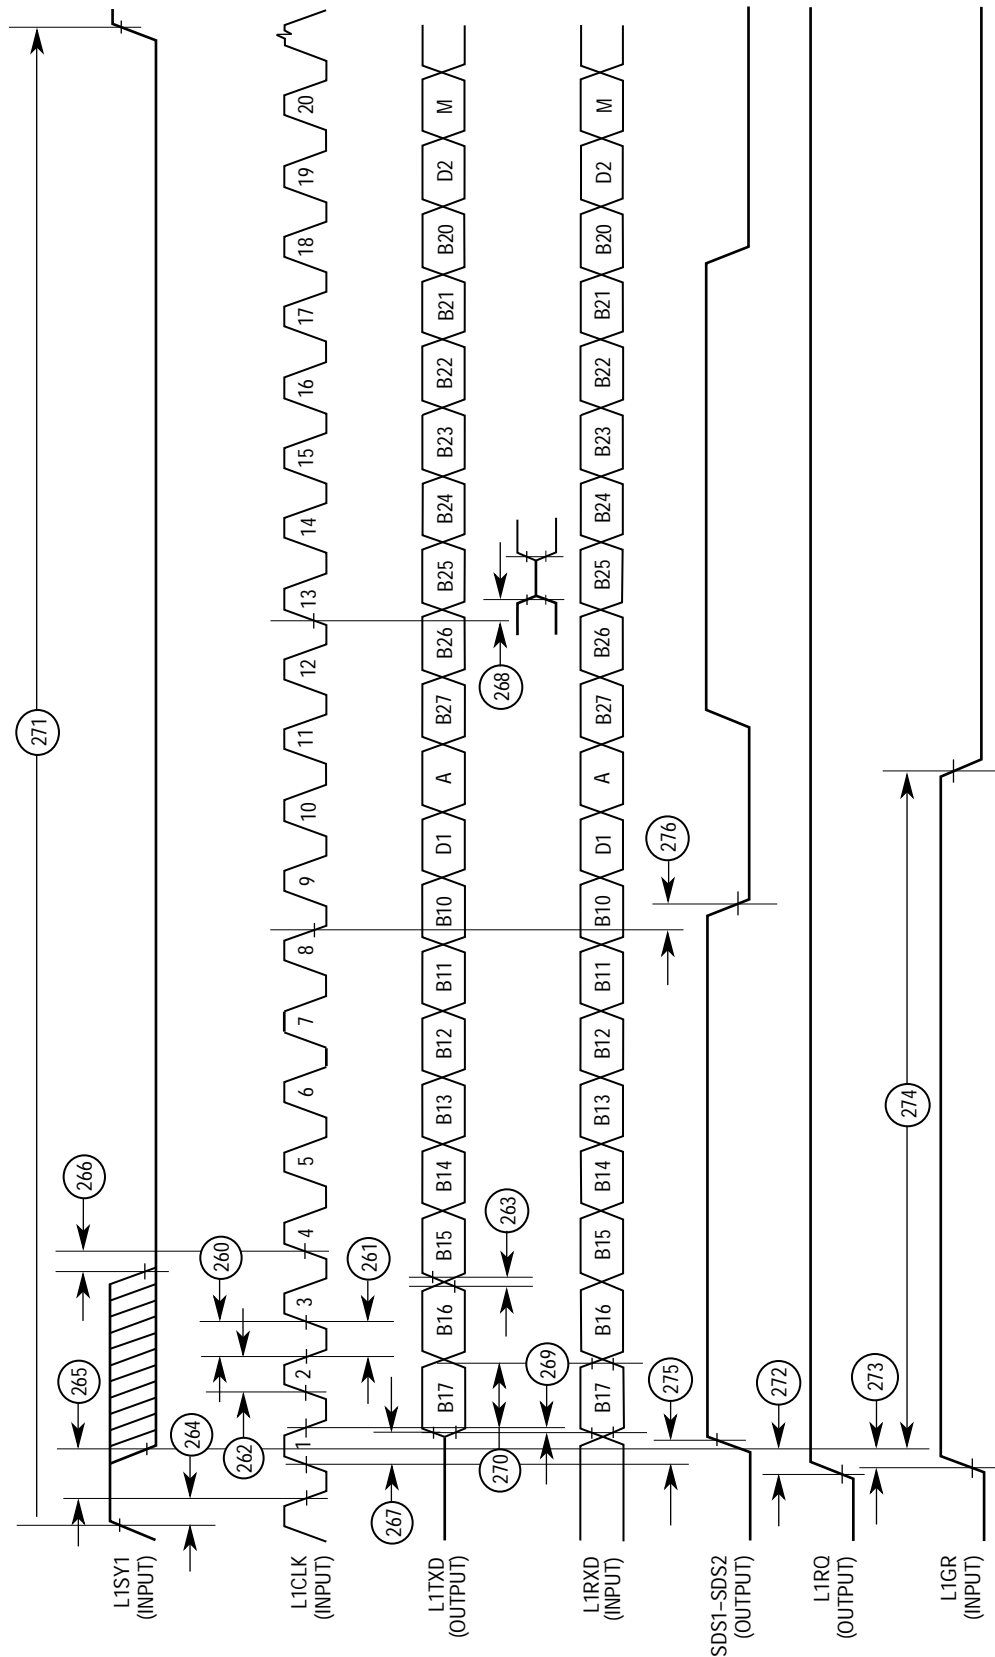 271
265 266
L1SY1
(INPUT)
264
260
262
L1CLK
(INPUT)
1 2 3 4 5 6 7 8 9 10 11 12 13 14 15 16 17 18 19 20
261
267
L1TXD
(OUTPUT)
B17 B16 B15 B14 B13 B12 B11 B10 D1 A B27 B26 B25 B24 B23 B22 B21 B20 D2 M
270 263 268
269
L1RXD
(INPUT)
B17 B16 B15 B14 B13 B12 B11 B10 D1 A B27 B26 B25 B24 B23 B22 B21 B20 D2 M
275 276
SDS1–SDS2
(OUTPUT)
272
L1RQ
(OUTPUT)
273 274
L1GR
(INPUT)